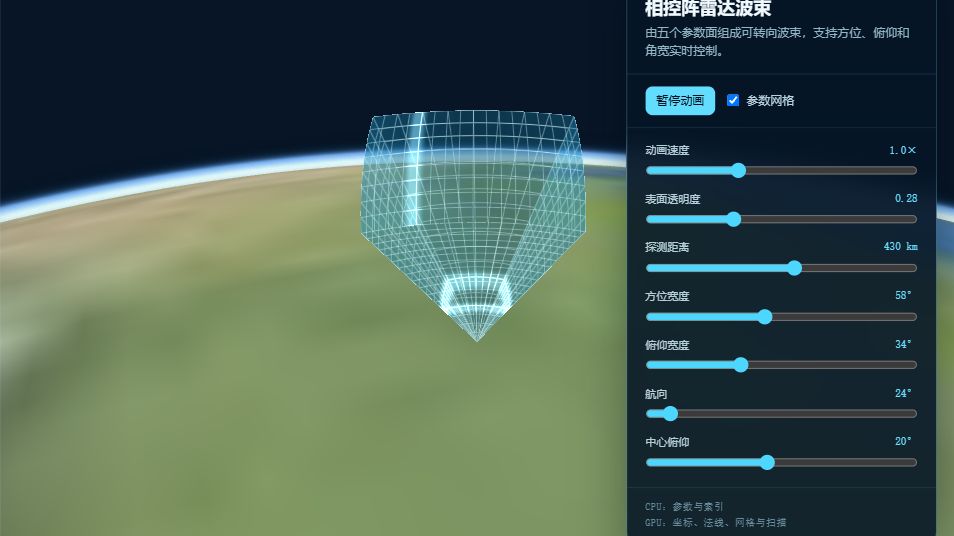 相控阵雷达波束
由五个参数面组成可转向波束，支持方位、俯仰和
角宽实时控制。
暂停动画 参数网格
动画速度 1.0×
表面透明度 0.28
探测距离 430 km
方位宽度 58°
俯仰宽度 34°
航向 24°
中心俯仰 20°
CPU：参数与索引
GPU：坐标、法线、网格与扫描